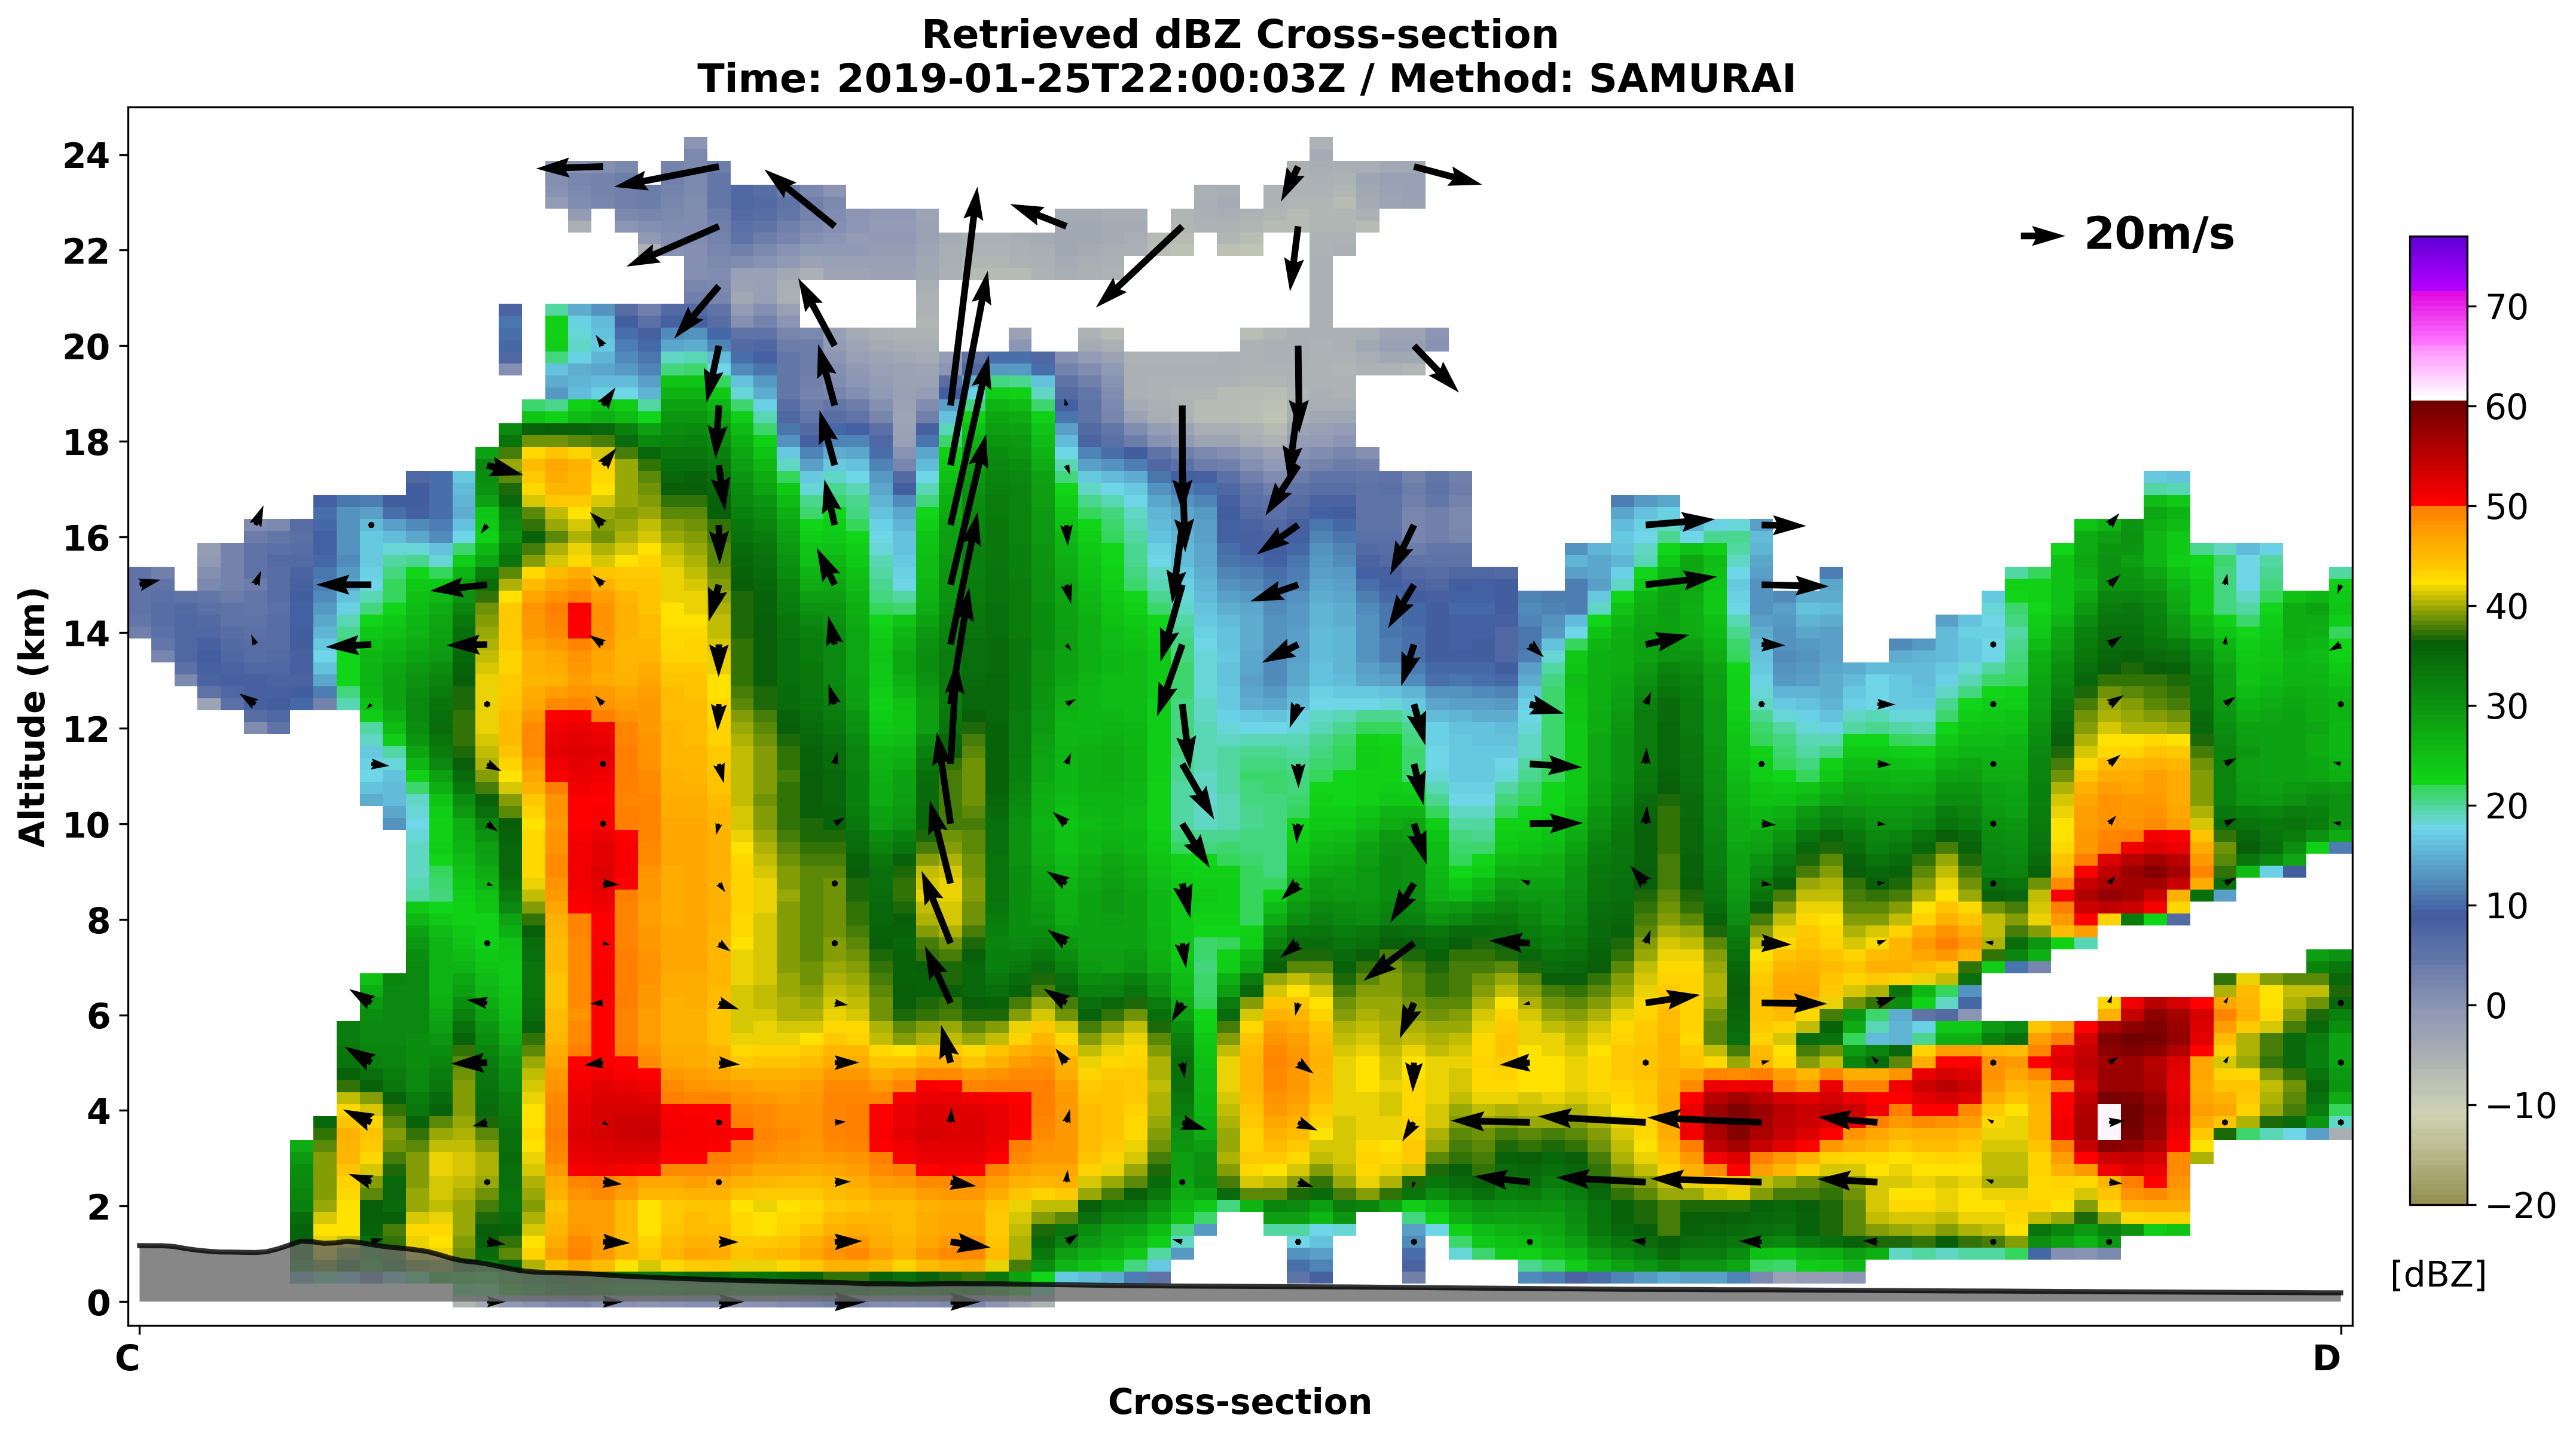 Retrieved dBZ Cross-section
Time: 2019-01-25T22:00:03Z / Method: SAMURAI
24
22
20
18
16
14
12
10
8
6
4
2
0
Altitude (km)
20m/s
70
60
50
40
30
20
10
0
−10
−20
[dBZ]
C
D
Cross-section